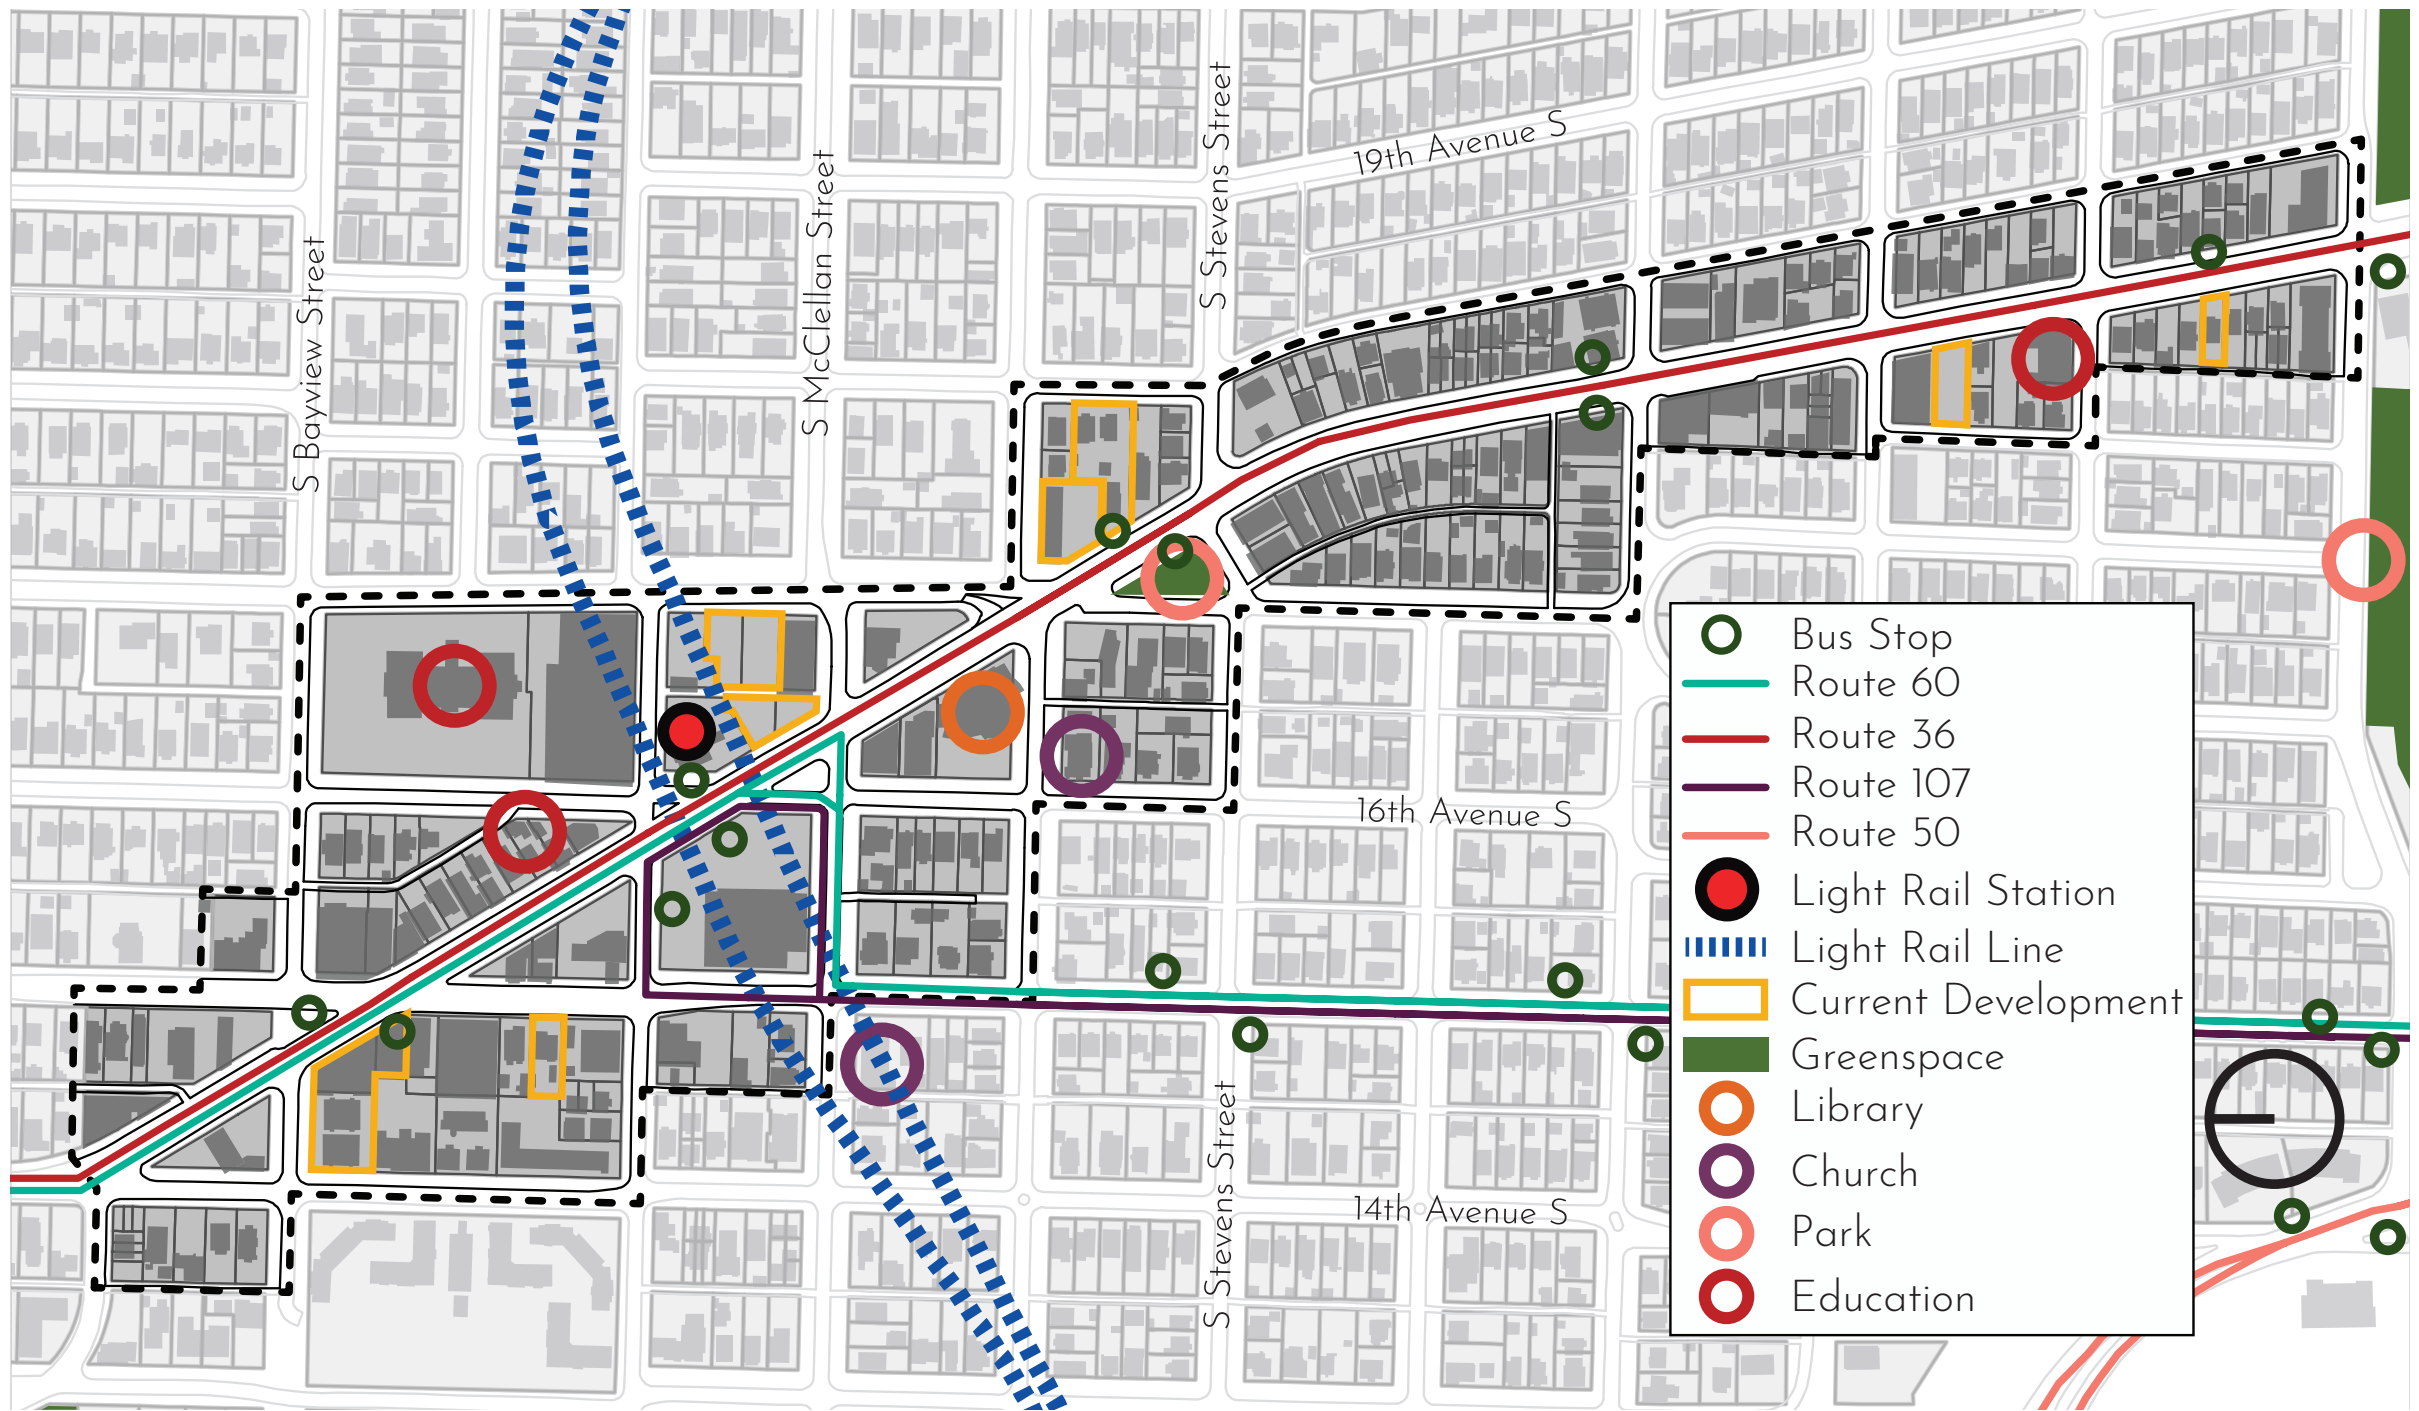 19th Avenue S
S Stevens Street
S McClellan Street
S Bayview Street
16th Avenue S
14th Avenue S
S Stevens Street
Bus Stop
Route 60
Route 36
Route 107
Route 50
Light Rail Station
Light Rail Line
Current Development
Greenspace
Library
Church
Park
Education